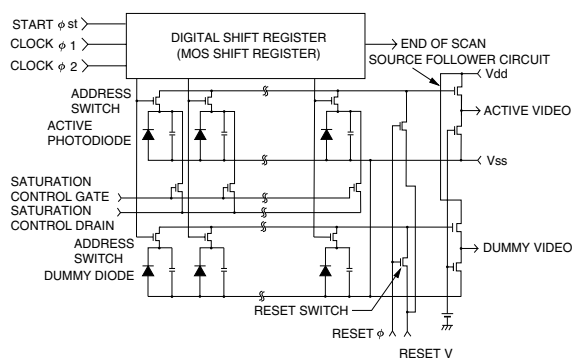 START φ st
CLOCK φ 1
CLOCK φ 2
DIGITAL SHIFT REGISTER
(MOS SHIFT REGISTER)
END OF SCAN
SOURCE FOLLOWER CIRCUIT
Vdd
ADDRESS
SWITCH
ACTIVE VIDEO
ACTIVE
PHOTODIODE
Vss
SATURATION
CONTROL GATE
SATURATION
CONTROL DRAIN
ADDRESS
SWITCH
DUMMY VIDEO
DUMMY DIODE
RESET SWITCH
RESET φ
RESET V